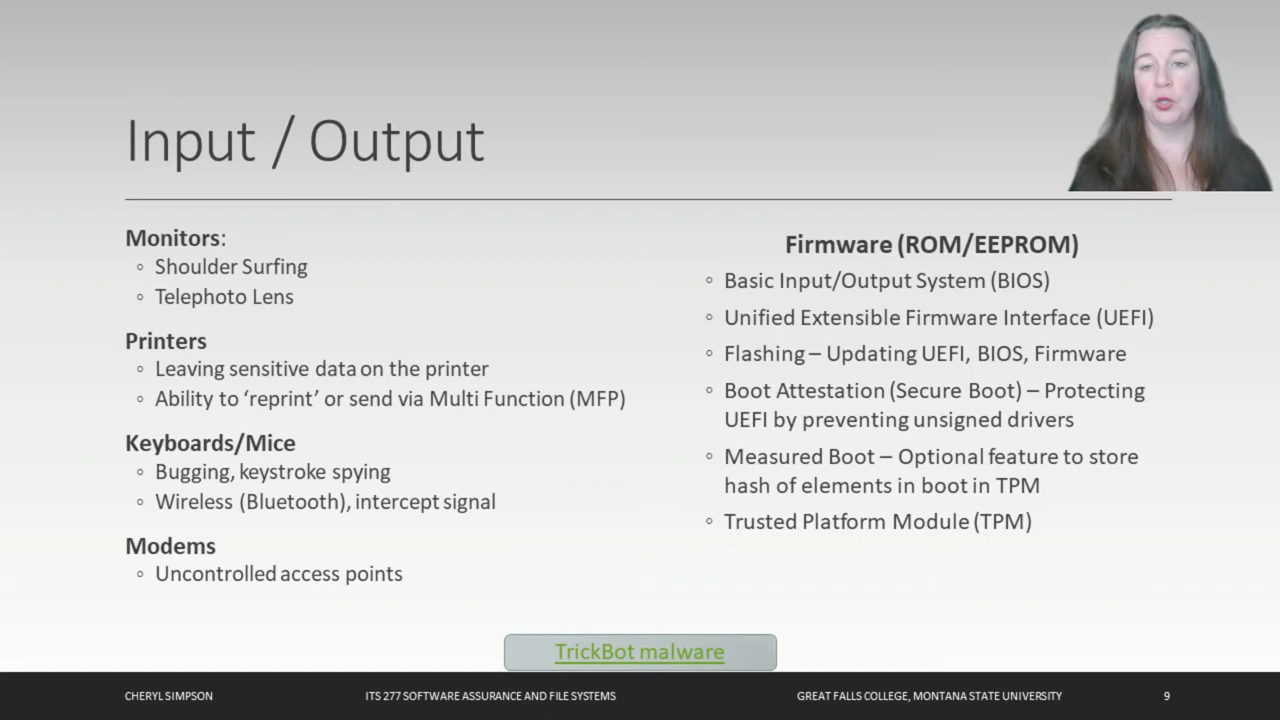 Input / Output
Monitors:
◦ Shoulder Surfing
◦ Telephoto Lens
Printers
◦ Leaving sensitive data on the printer
◦ Ability to ‘reprint’ or send via Multi Function (MFP)
Keyboards/Mice
◦ Bugging, keystroke spying
◦ Wireless (Bluetooth), intercept signal
Modems
◦ Uncontrolled access points
Firmware (ROM/EEPROM)
◦ Basic Input/Output System (BIOS)
◦ Unified Extensible Firmware Interface (UEFI)
◦ Flashing – Updating UEFI, BIOS, Firmware
◦ Boot Attestation (Secure Boot) – Protecting
UEFI by preventing unsigned drivers
◦ Measured Boot – Optional feature to store
hash of elements in boot in TPM
◦ Trusted Platform Module (TPM)
TrickBot malware
CHERYL SIMPSON ITS 277 SOFTWARE ASSURANCE AND FILE SYSTEMS GREAT FALLS COLLEGE, MONTANA STATE UNIVERSITY 9